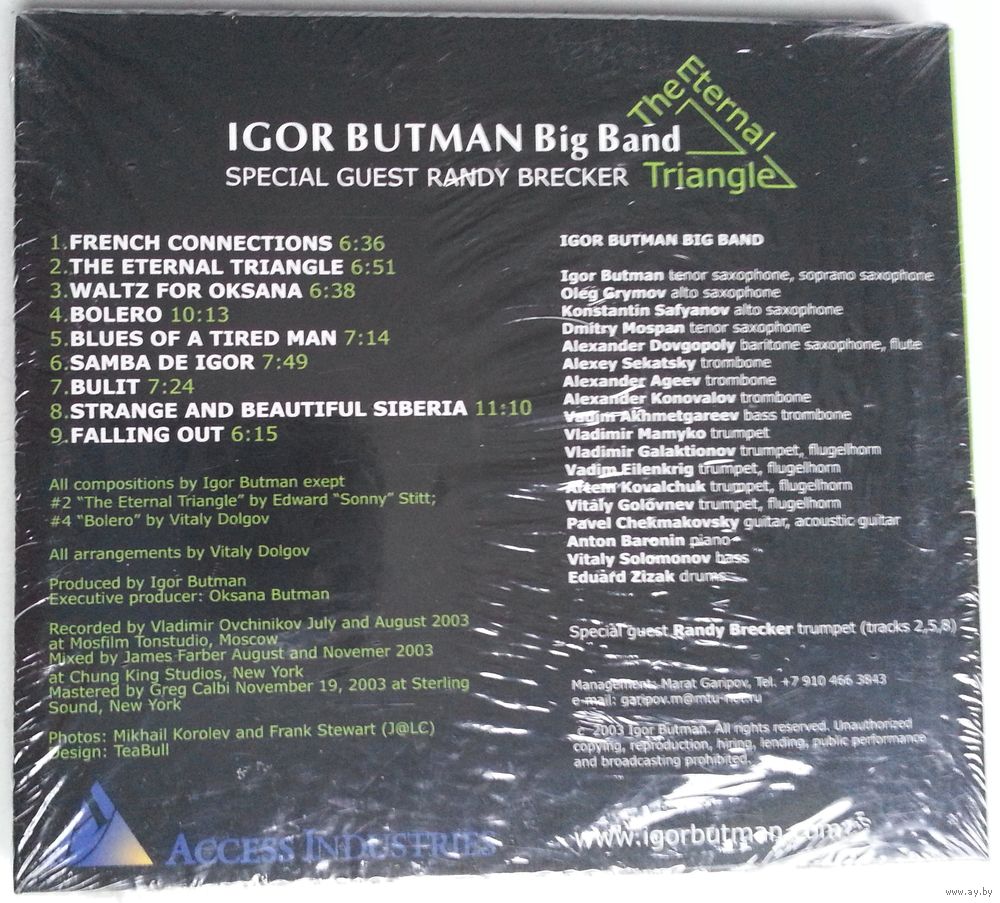 The Eternal
Triangle
IGOR BUTMAN Big Band
SPECIAL GUEST RANDY BRECKER
1.FRENCH CONNECTIONS 6:36
2.THE ETERNAL TRIANGLE 6:51
3.WALTZ FOR OKSANA 6:38
4.BOLERO 10:13
5.BLUES OF A TIRED MAN 7:14
6.SAMBA DE IGOR 7:49
7.BULIT 7:24
8.STRANGE AND BEAUTIFUL SIBERIA 11:10
9.FALLING OUT 6:15
All compositions by Igor Butman exept
#2 "The Eternal Triangle" by Edward "Sonny" Stitt;
#4 "Bolero" by Vitaly Dolgov
All arrangements by Vitaly Dolgov
Produced by Igor Butman
Executive producer: Oksana Butman
Recorded by Vladimir Ovchinikov July and August 2003
at Mosfilm Tonstudio, Moscow
Mixed by James Farber August and Novemer 2003
at Chung King Studios, New York
Mastered by Greg Calbi November 19, 2003 at Sterling
Sound, New York
Photos: Mikhail Korolev and Frank Stewart (J@LC)
Design: TeaBull
ACCESS INDUSTRIES
IGOR BUTMAN BIG BAND
Igor Butman tenor saxophone, soprano saxophone
Oleg Grymov alto saxophone
Konstantin Safyanov alto saxophone
Dmitry Mospan tenor saxophone
Alexander Dovgopoly baritone saxophone, flute
Alexey Sekatsky trombone
Alexander Ageev trombone
Alexander Konovalov trombone
Vadim Akhmetgareev bass trombone
Vladimir Mamyko trumpet
Vladimir Galaktionov trumpet, flugelhorn
Vadim Eilenkrig trumpet, flugelhorn
Artem Kovalchuk trumpet, flugelhorn
Vitaly Golovnev trumpet, flugelhorn
Pavel Chekmakovsky guitar, acoustic guitar
Anton Baronin piano
Vitaly Solomonov bass
Eduard Zizak drums
Special guest Randy Brecker trumpet (tracks 2,5,8)
Management: Marat Garipov, Tel. +7 910 466 3843
e-mail: garipov.m@mtu-net.ru
c 2003 Igor Butman. All rights reserved. Unauthorized
copying, reproduction, hiring, lending, public performance
and broadcasting prohibited.
www.igorbutman.com
www.ay.by